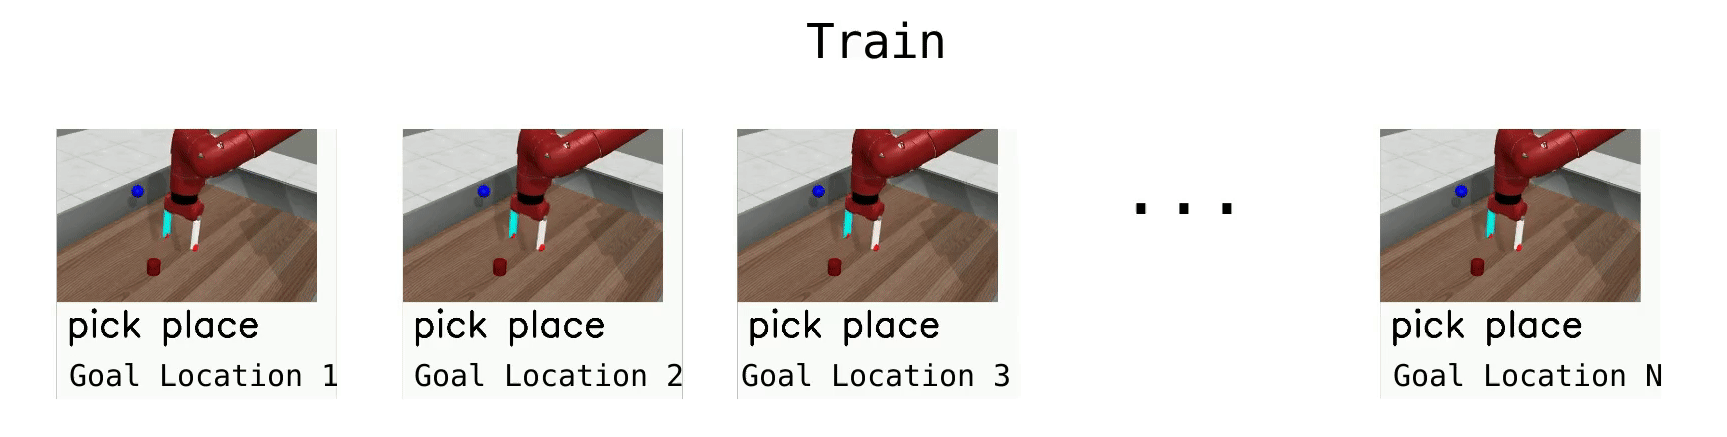 Train
pick place
Goal Location 1
pick place
Goal Location 2
pick place
Goal Location 3
...
pick place
Goal Location N